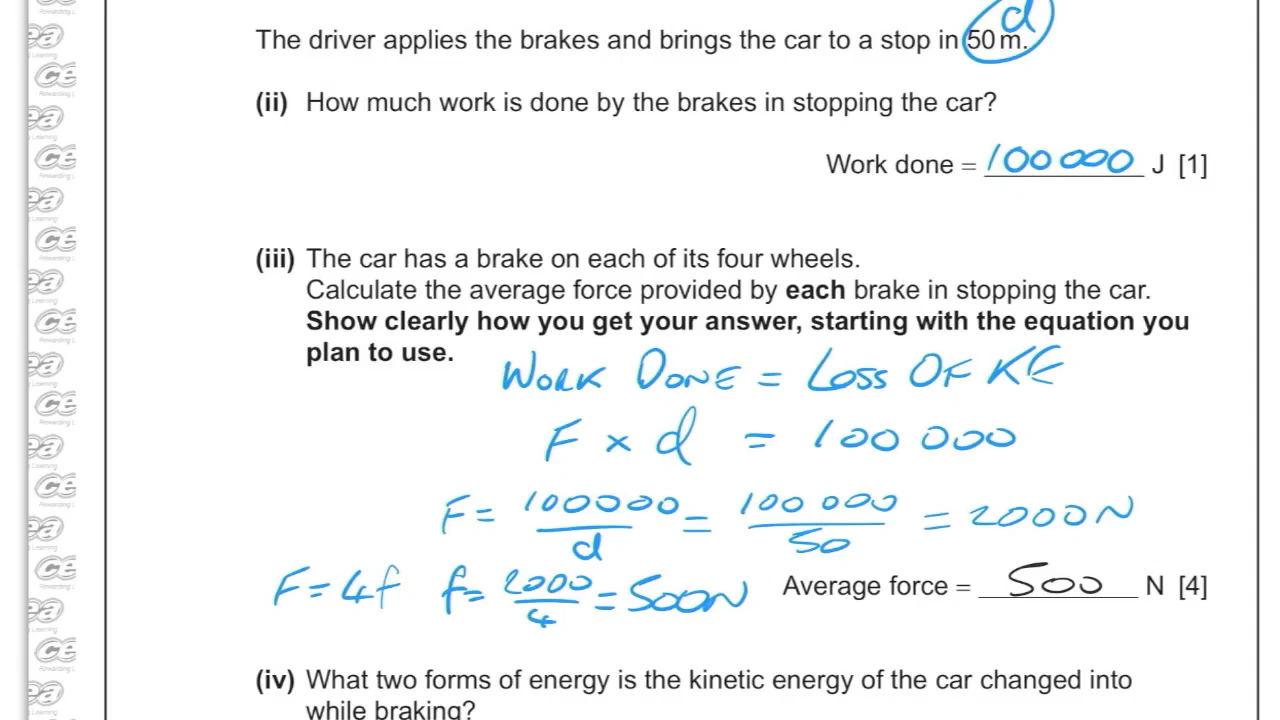 d
The driver applies the brakes and brings the car to a stop in 50 m.
(ii) How much work is done by the brakes in stopping the car?
Work done = 100 000 J [1]
(iii) The car has a brake on each of its four wheels.
Calculate the average force provided by each brake in stopping the car.
Show clearly how you get your answer, starting with the equation you
plan to use.
WORK DONE = LOSS OF KE
F × d = 100 000
F = 100000/d = 100 000/50 = 2000N
F = 4f f = 2000/4 = 500N Average force = 500 N [4]
(iv) What two forms of energy is the kinetic energy of the car changed into
while braking?